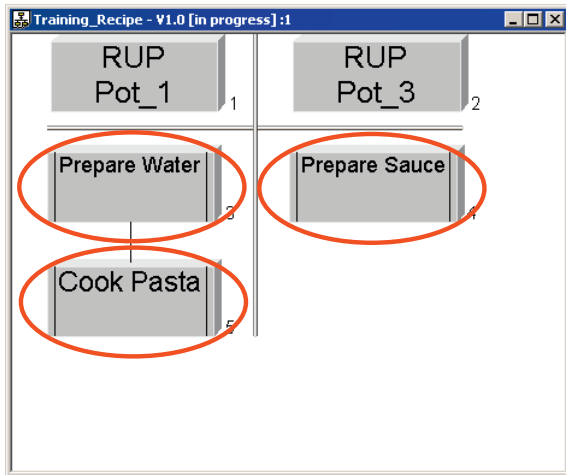 Training_Recipe - V1.0 [in progress] :1
RUP
Pot_1
1
RUP
Pot_3
2
Prepare Water
3
Prepare Sauce
4
Cook Pasta
5